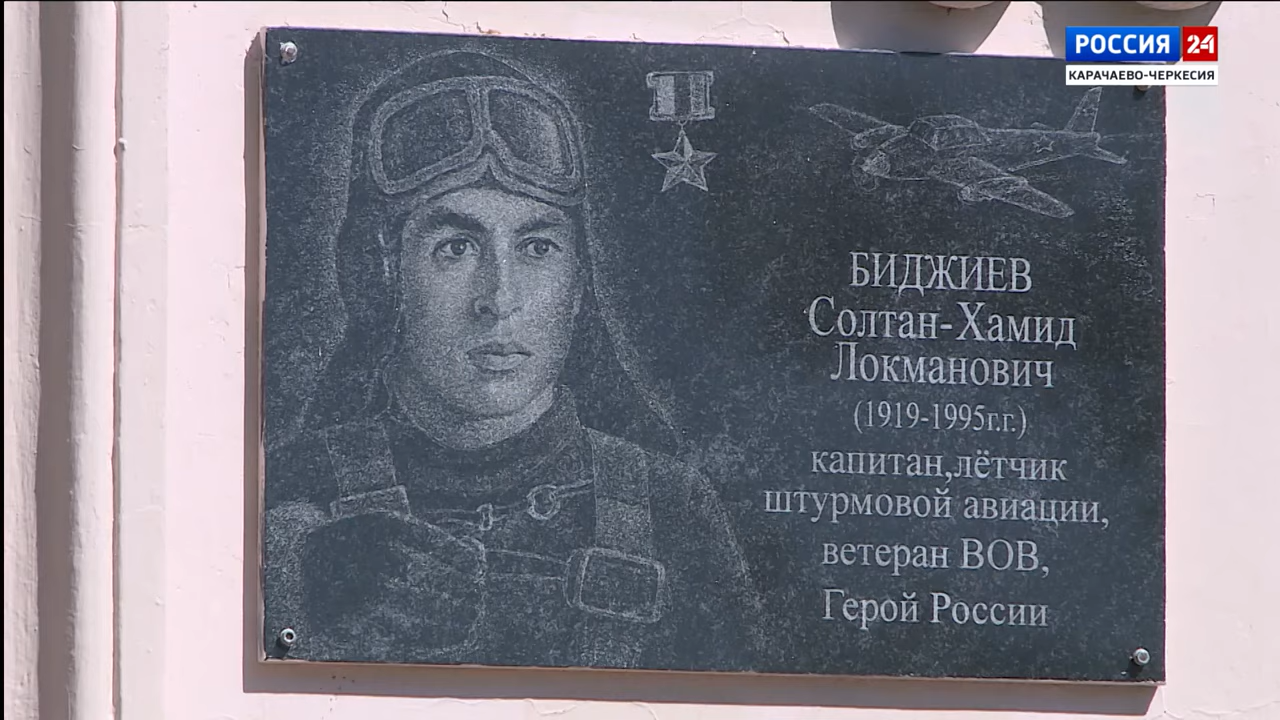 РОССИЯ 24
КАРАЧАЕВО-ЧЕРКЕСИЯ
БИДЖИЕВ
Солтан-Хамид
Локманович
(1919-1995г.г.)
капитан,лётчик
штурмовой авиации,
ветеран ВОВ,
Герой России